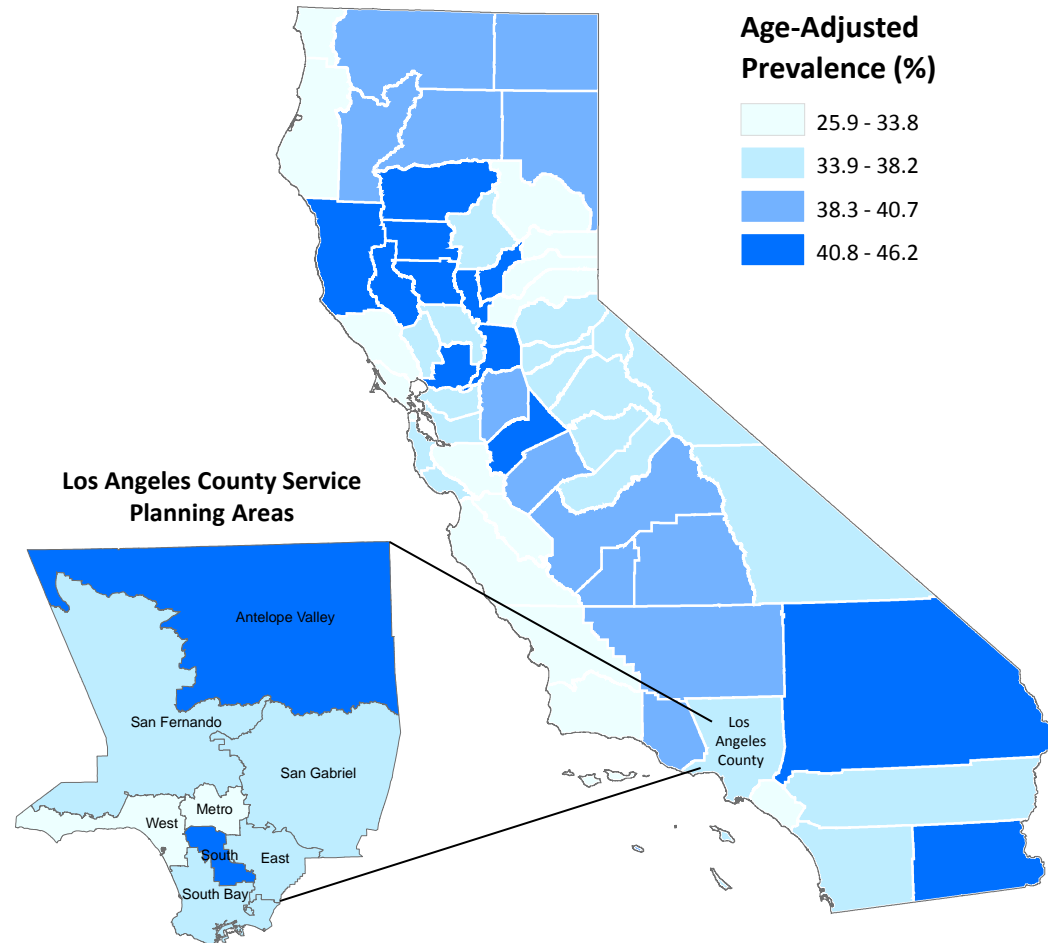 Age-Adjusted
Prevalence (%)
25.9 - 33.8
33.9 - 38.2
38.3 - 40.7
40.8 - 46.2
Los Angeles County Service
Planning Areas
Antelope Valley
San Fernando
San Gabriel
Metro
West
South
East
South Bay
Los
Angeles
County